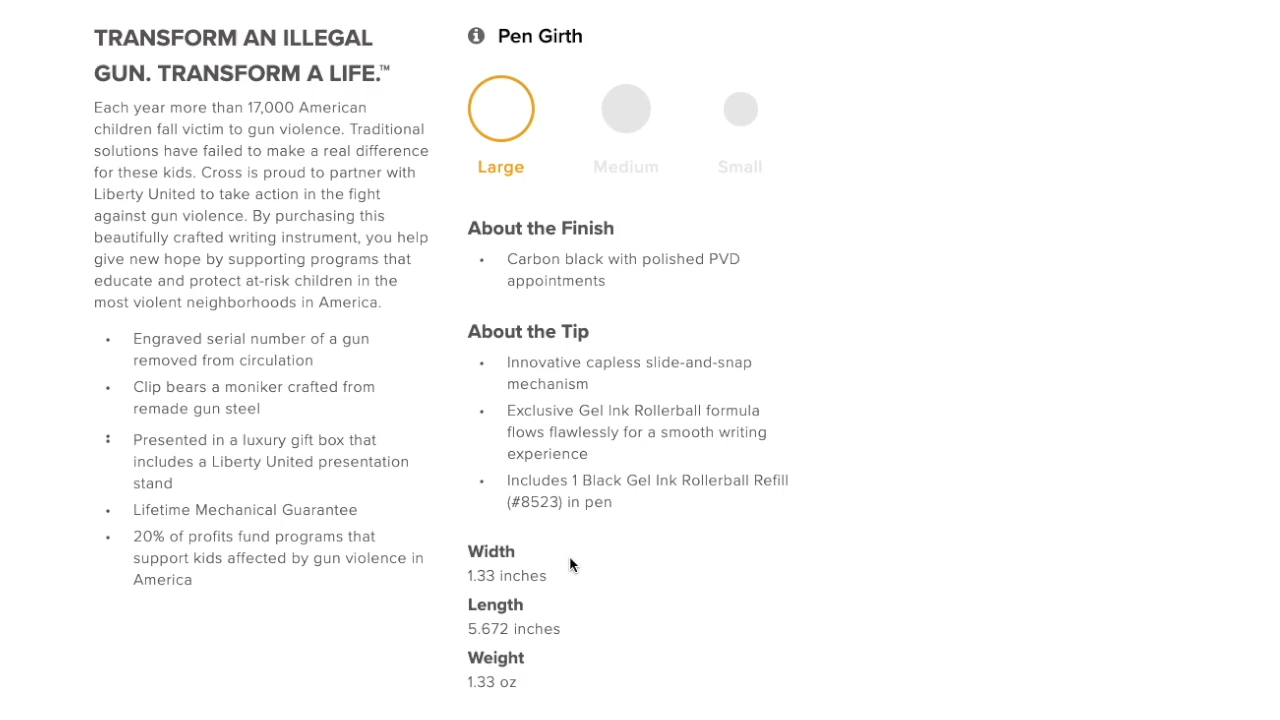 TRANSFORM AN ILLEGAL
GUN. TRANSFORM A LIFE.™
Each year more than 17,000 American
children fall victim to gun violence. Traditional
solutions have failed to make a real difference
for these kids. Cross is proud to partner with
Liberty United to take action in the fight
against gun violence. By purchasing this
beautifully crafted writing instrument, you help
give new hope by supporting programs that
educate and protect at-risk children in the
most violent neighborhoods in America.
• Engraved serial number of a gun
removed from circulation
• Clip bears a moniker crafted from
remade gun steel
• Presented in a luxury gift box that
includes a Liberty United presentation
stand
• Lifetime Mechanical Guarantee
• 20% of profits fund programs that
support kids affected by gun violence in
America
Pen Girth
Large
Medium
Small
About the Finish
• Carbon black with polished PVD
appointments
About the Tip
• Innovative capless slide-and-snap
mechanism
• Exclusive Gel Ink Rollerball formula
flows flawlessly for a smooth writing
experience
• Includes 1 Black Gel Ink Rollerball Refill
(#8523) in pen
Width
1.33 inches
Length
5.672 inches
Weight
1.33 oz